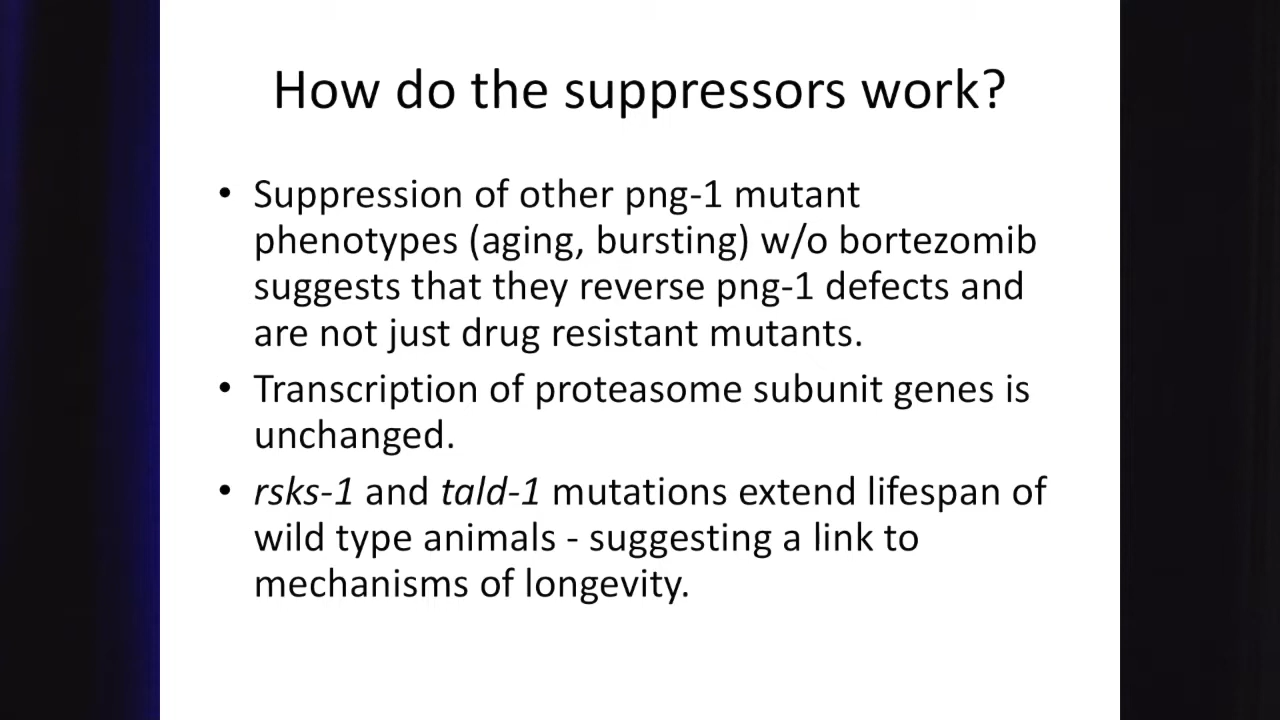 How do the suppressors work?
• Suppression of other png-1 mutant
phenotypes (aging, bursting) w/o bortezomib
suggests that they reverse png-1 defects and
are not just drug resistant mutants.
• Transcription of proteasome subunit genes is
unchanged.
• rsks-1 and tald-1 mutations extend lifespan of
wild type animals - suggesting a link to
mechanisms of longevity.